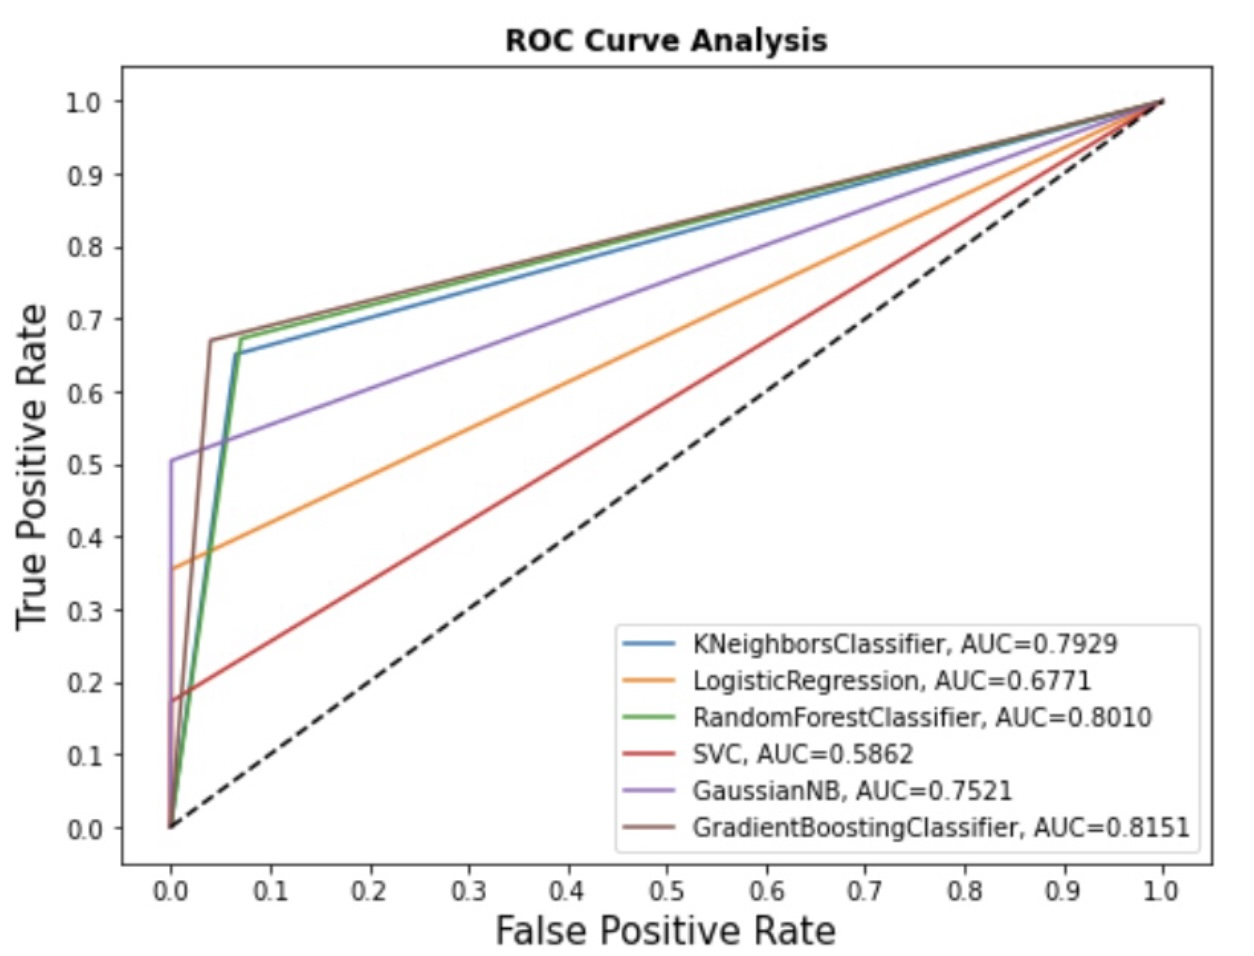 ROC Curve Analysis
1.0
0.9
0.8
0.7
0.6
0.5
0.4
0.3
0.2
0.1
0.0
True Positive Rate
KNeighborsClassifier, AUC=0.7929
LogisticRegression, AUC=0.6771
RandomForestClassifier, AUC=0.8010
SVC, AUC=0.5862
GaussianNB, AUC=0.7521
GradientBoostingClassifier, AUC=0.8151
0.0 0.1 0.2 0.3 0.4 0.5 0.6 0.7 0.8 0.9 1.0
False Positive Rate